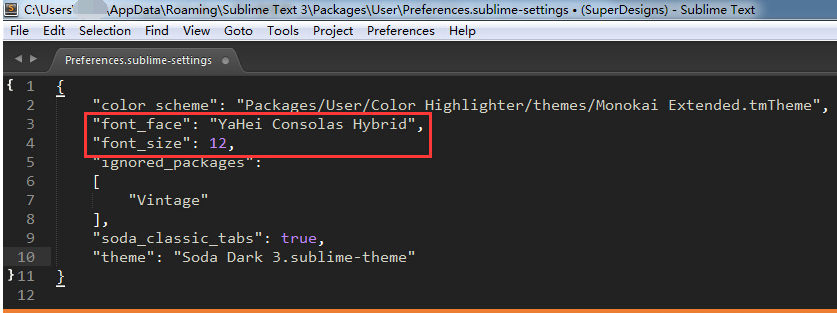 C:\Users\ \AppData\Roaming\Sublime Text 3\Packages\User\Preferences.sublime-settings • (SuperDesigns) - Sublime Text
File Edit Selection Find View Goto Tools Project Preferences Help
Preferences.sublime-settings
1 {
2 "color_scheme": "Packages/User/Color Highlighter/themes/Monokai Extended.tmTheme",
3 "font_face": "YaHei Consolas Hybrid",
4 "font_size": 12,
5 "ignored_packages":
6 [
7 "Vintage"
8 ],
9 "soda_classic_tabs": true,
10 "theme": "Soda Dark 3.sublime-theme"
11 }
12